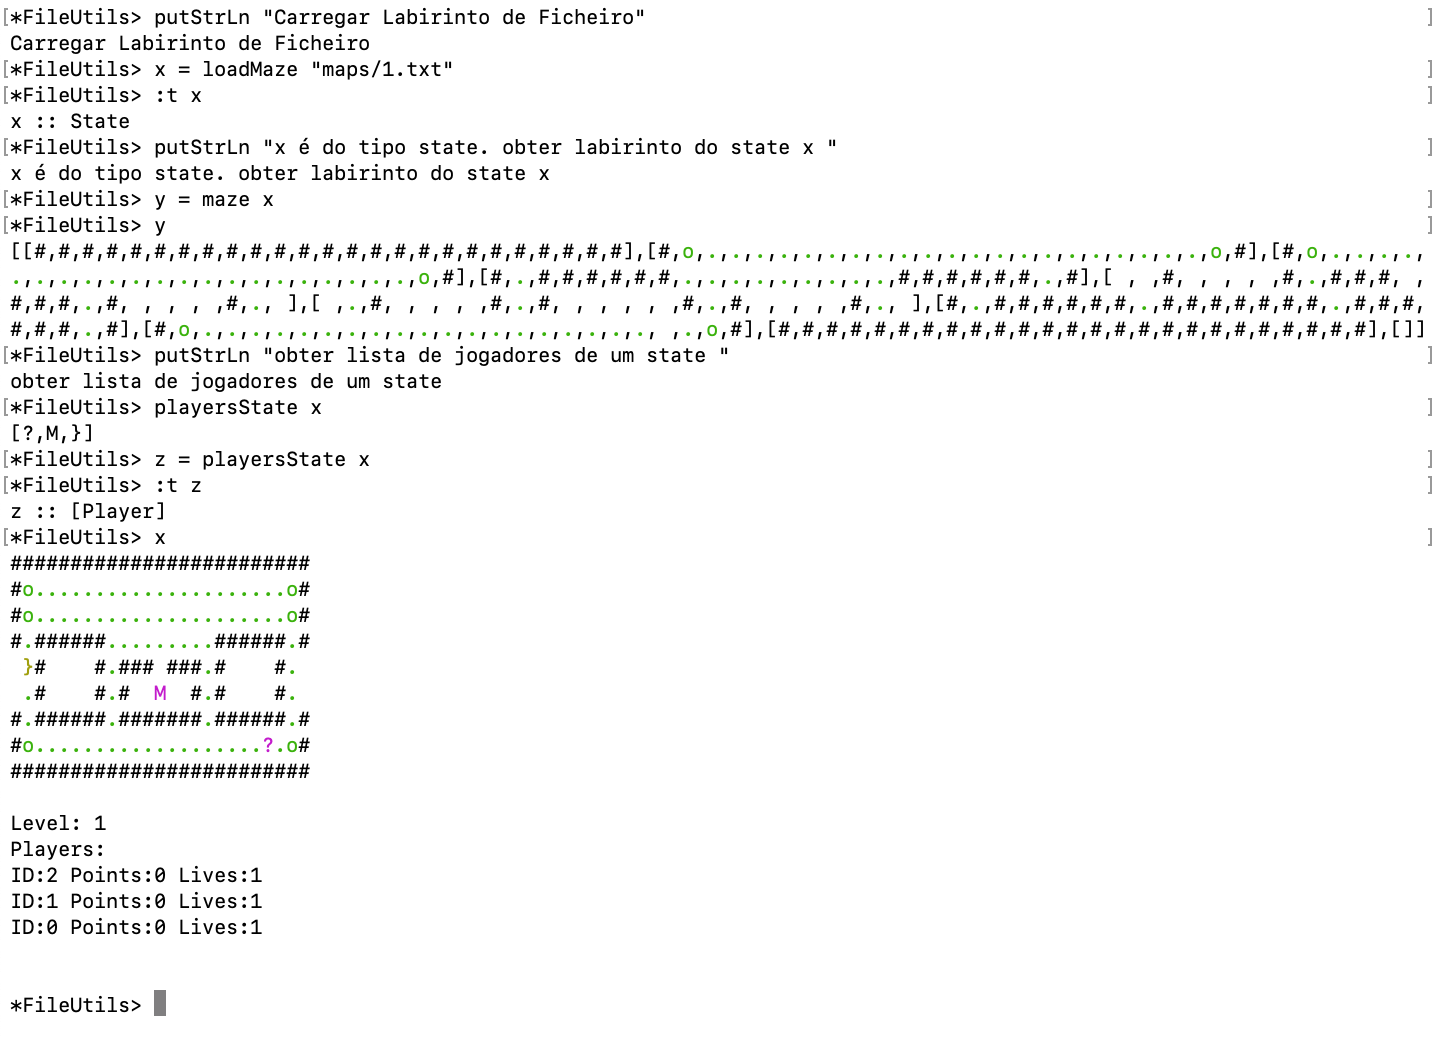 [*FileUtils> putStrLn "Carregar Labirinto de Ficheiro" ]
Carregar Labirinto de Ficheiro
[*FileUtils> x = loadMaze "maps/1.txt" ]
[*FileUtils> :t x ]
x :: State
[*FileUtils> putStrLn "x é do tipo state. obter labirinto do state x " ]
x é do tipo state. obter labirinto do state x
[*FileUtils> y = maze x ]
[*FileUtils> y ]
[[#,#,#,#,#,#,#,#,#,#,#,#,#,#,#,#,#,#,#,#,#,#,#,#,#],[#,o,.,.,.,.,.,.,.,.,.,.,.,.,.,.,.,.,.,.,.,.,.,o,#],[#,o,.,.,.,.,
.,.,.,.,.,.,.,.,.,.,.,.,.,.,.,.,.,o,#],[#,.,#,#,#,#,#,#,.,.,.,.,.,.,.,.,.,#,#,#,#,#,#,.,#],[ , ,#, , , , ,#,.,#,#,#, ,
#,#,#,.,#, , , , ,#,., ],[ ,.,#, , , , ,#,.,#, , , , , ,#,.,#, , , , ,#,., ],[#,.,#,#,#,#,#,#,.,#,#,#,#,#,#,#,.,#,#,#,
#,#,#,.,#],[#,o,.,.,.,.,.,.,.,.,.,.,.,.,.,.,.,.,.,.,., ,.,o,#],[#,#,#,#,#,#,#,#,#,#,#,#,#,#,#,#,#,#,#,#,#,#,#,#,#],[]]
[*FileUtils> putStrLn "obter lista de jogadores de um state " ]
obter lista de jogadores de um state
[*FileUtils> playersState x ]
[?,M,}]
[*FileUtils> z = playersState x ]
[*FileUtils> :t z ]
z :: [Player]
[*FileUtils> x ]
#########################
#o.....................o#
#o.....................o#
#.######.........######.#
 }#    #.### ###.#    #.
 .#    #.#  M  #.#    #.
#.######.#######.######.#
#o...................?.o#
#########################
Level: 1
Players:
ID:2 Points:0 Lives:1
ID:1 Points:0 Lives:1
ID:0 Points:0 Lives:1
*FileUtils>